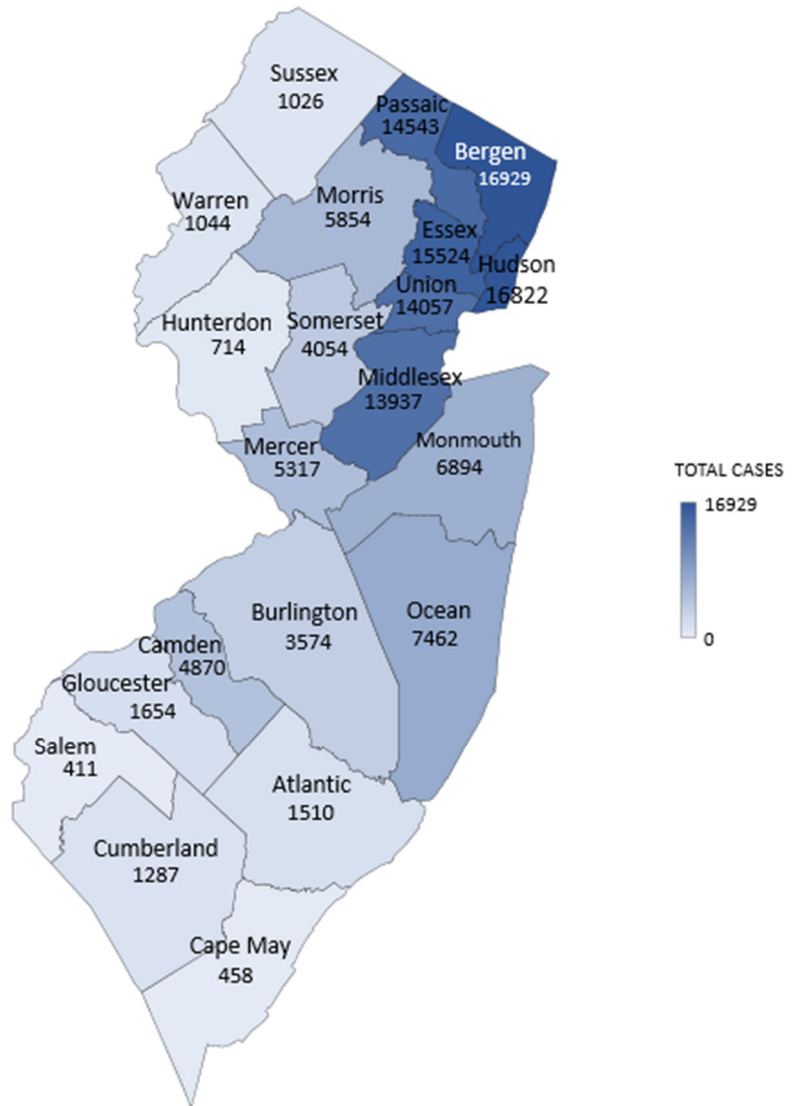 Sussex
1026
Passaic
14543
Bergen
16929
Warren
1044
Morris
5854
Essex
15524
Hudson
16822
Union
14057
Hunterdon
714
Somerset
4054
Middlesex
13937
Mercer
5317
Monmouth
6894
TOTAL CASES
16929
0
Burlington
3574
Ocean
7462
Camden
4870
Gloucester
1654
Salem
411
Atlantic
1510
Cumberland
1287
Cape May
458